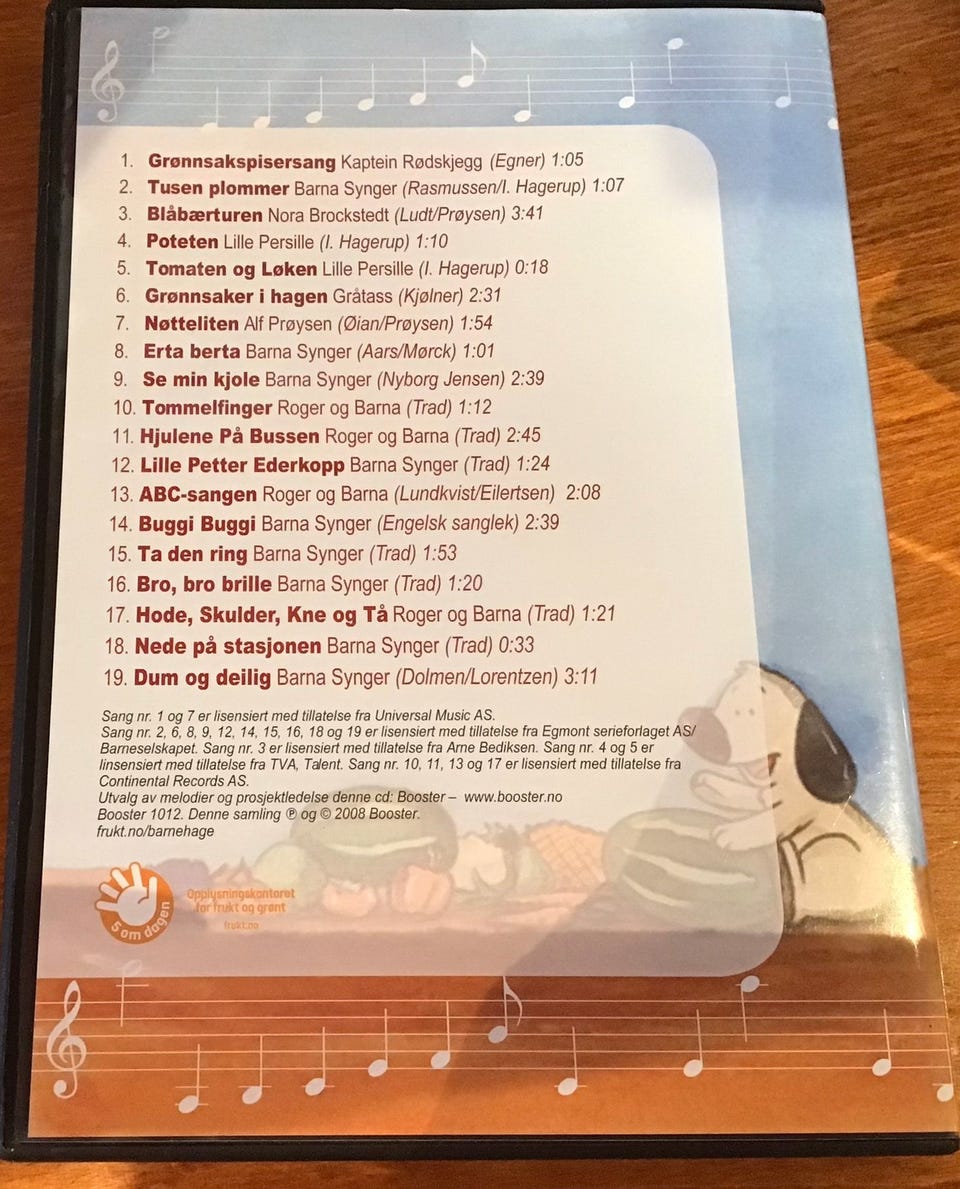 1. Grønnsakspisersang Kaptein Rødskjegg (Egner) 1:05
2. Tusen plommer Barna Synger (Rasmussen/I. Hagerup) 1:07
3. Blåbærturen Nora Brockstedt (Ludt/Prøysen) 3:41
4. Poteten Lille Persille (I. Hagerup) 1:10
5. Tomaten og Løken Lille Persille (I. Hagerup) 0:18
6. Grønnsaker i hagen Gråtass (Kjølner) 2:31
7. Nøtteliten Alf Prøysen (Øian/Prøysen) 1:54
8. Erta berta Barna Synger (Aars/Mørck) 1:01
9. Se min kjole Barna Synger (Nyborg Jensen) 2:39
10. Tommelfinger Roger og Barna (Trad) 1:12
11. Hjulene På Bussen Roger og Barna (Trad) 2:45
12. Lille Petter Ederkopp Barna Synger (Trad) 1:24
13. ABC-sangen Roger og Barna (Lundkvist/Eilertsen) 2:08
14. Buggi Buggi Barna Synger (Engelsk sanglek) 2:39
15. Ta den ring Barna Synger (Trad) 1:53
16. Bro, bro brille Barna Synger (Trad) 1:20
17. Hode, Skulder, Kne og Tå Roger og Barna (Trad) 1:21
18. Nede på stasjonen Barna Synger (Trad) 0:33
19. Dum og deilig Barna Synger (Dolmen/Lorentzen) 3:11
Sang nr. 1 og 7 er lisensiert med tillatelse fra Universal Music AS.
Sang nr. 2, 6, 8, 9, 12, 14, 15, 16, 18 og 19 er lisensiert med tillatelse fra Egmont serieforlaget AS/
Barneselskapet. Sang nr. 3 er lisensiert med tillatelse fra Arne Bediksen. Sang nr. 4 og 5 er
linsensiert med tillatelse fra TVA, Talent. Sang nr. 10, 11, 13 og 17 er lisensiert med tillatelse fra
Continental Records AS.
Utvalg av melodier og prosjektledelse denne cd: Booster – www.booster.no
Booster 1012. Denne samling ℗ og © 2008 Booster.
frukt.no/barnehage
5 om dagen
Opplysningskontoret
for frukt og grønt
frukt.no